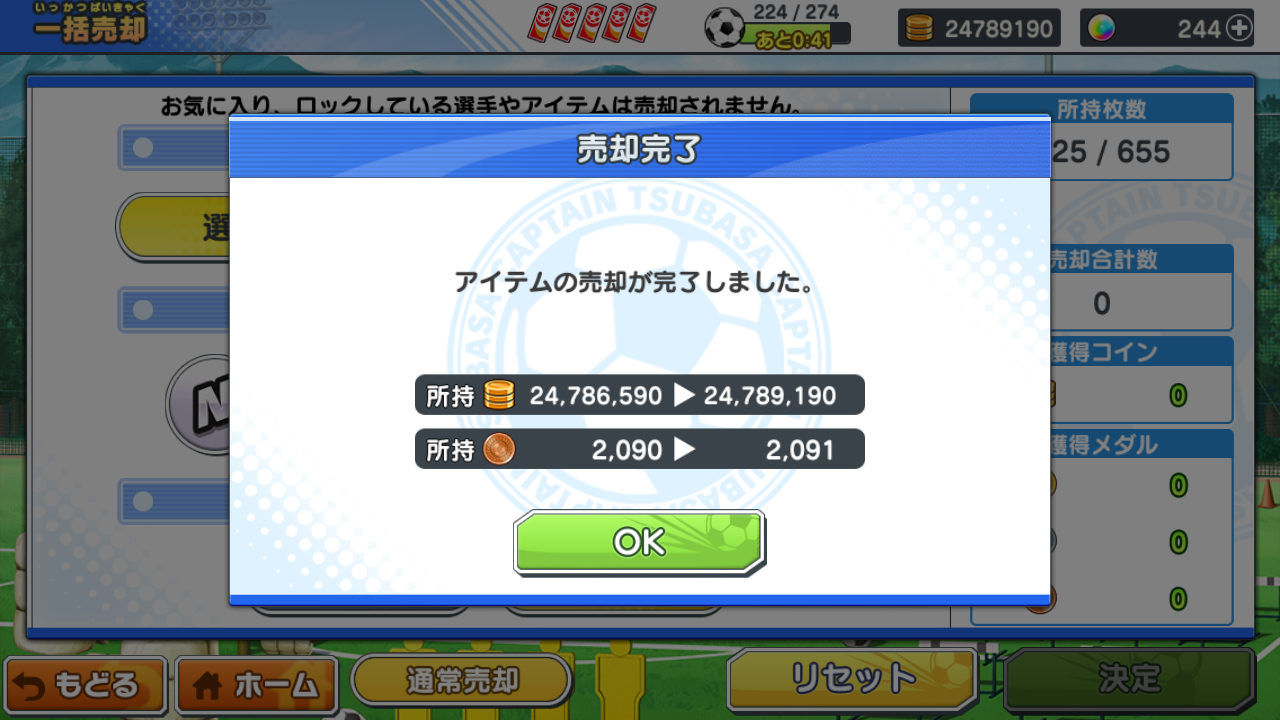 いっかつばいきゃく
一括売却
224 / 274
あと0:41
24789190
244
お気に入り、ロックしている選手やアイテムは売却されません。
所持枚数
25 / 655
選
売却合計数
0
獲得コイン
0
獲得メダル
0
0
0
売却完了
CAPTAIN TSUBASA
アイテムの売却が完了しました。
所持 24,786,590 ▶ 24,789,190
所持 2,090 ▶ 2,091
OK
もどる
ホーム
通常売却
リセット
決定